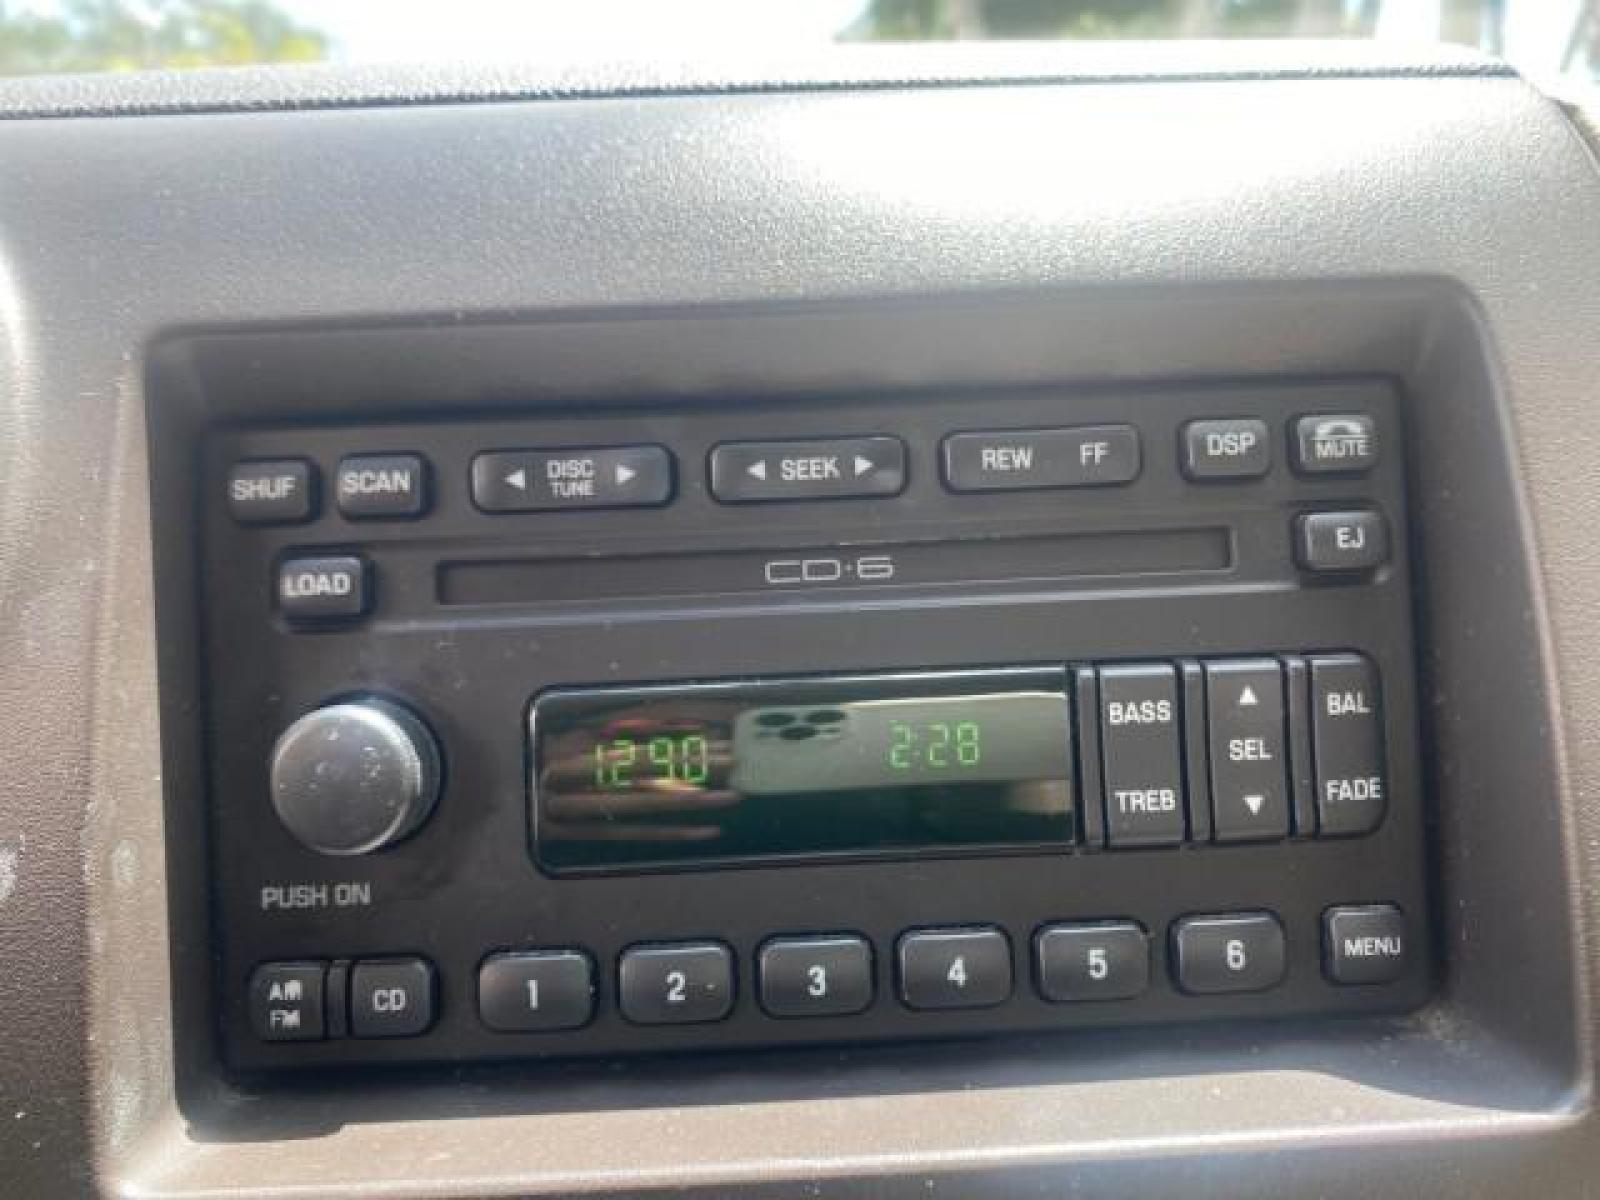 SHUF SCAN ◄ DISC TUNE ► ◄ SEEK ► REW FF DSP MUTE
LOAD CD·6 EJ
1290 2:28
BASS ▲ BAL
SEL
TREB ▼ FADE
PUSH ON
AM FM CD 1 2 3 4 5 6 MENU